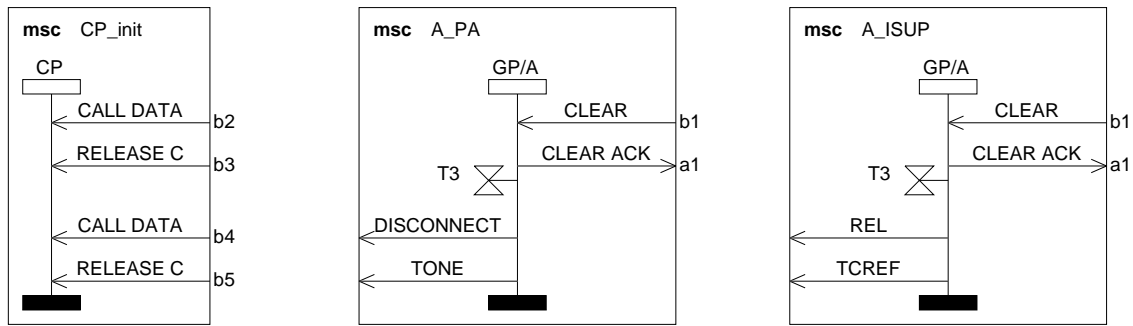 msc CP_init
CP
CALL DATA
b2
RELEASE C
b3
CALL DATA
b4
RELEASE C
b5
msc A_PA
GP/A
CLEAR
b1
CLEAR ACK
a1
T3
DISCONNECT
TONE
msc A_ISUP
GP/A
CLEAR
b1
CLEAR ACK
a1
T3
REL
TCREF